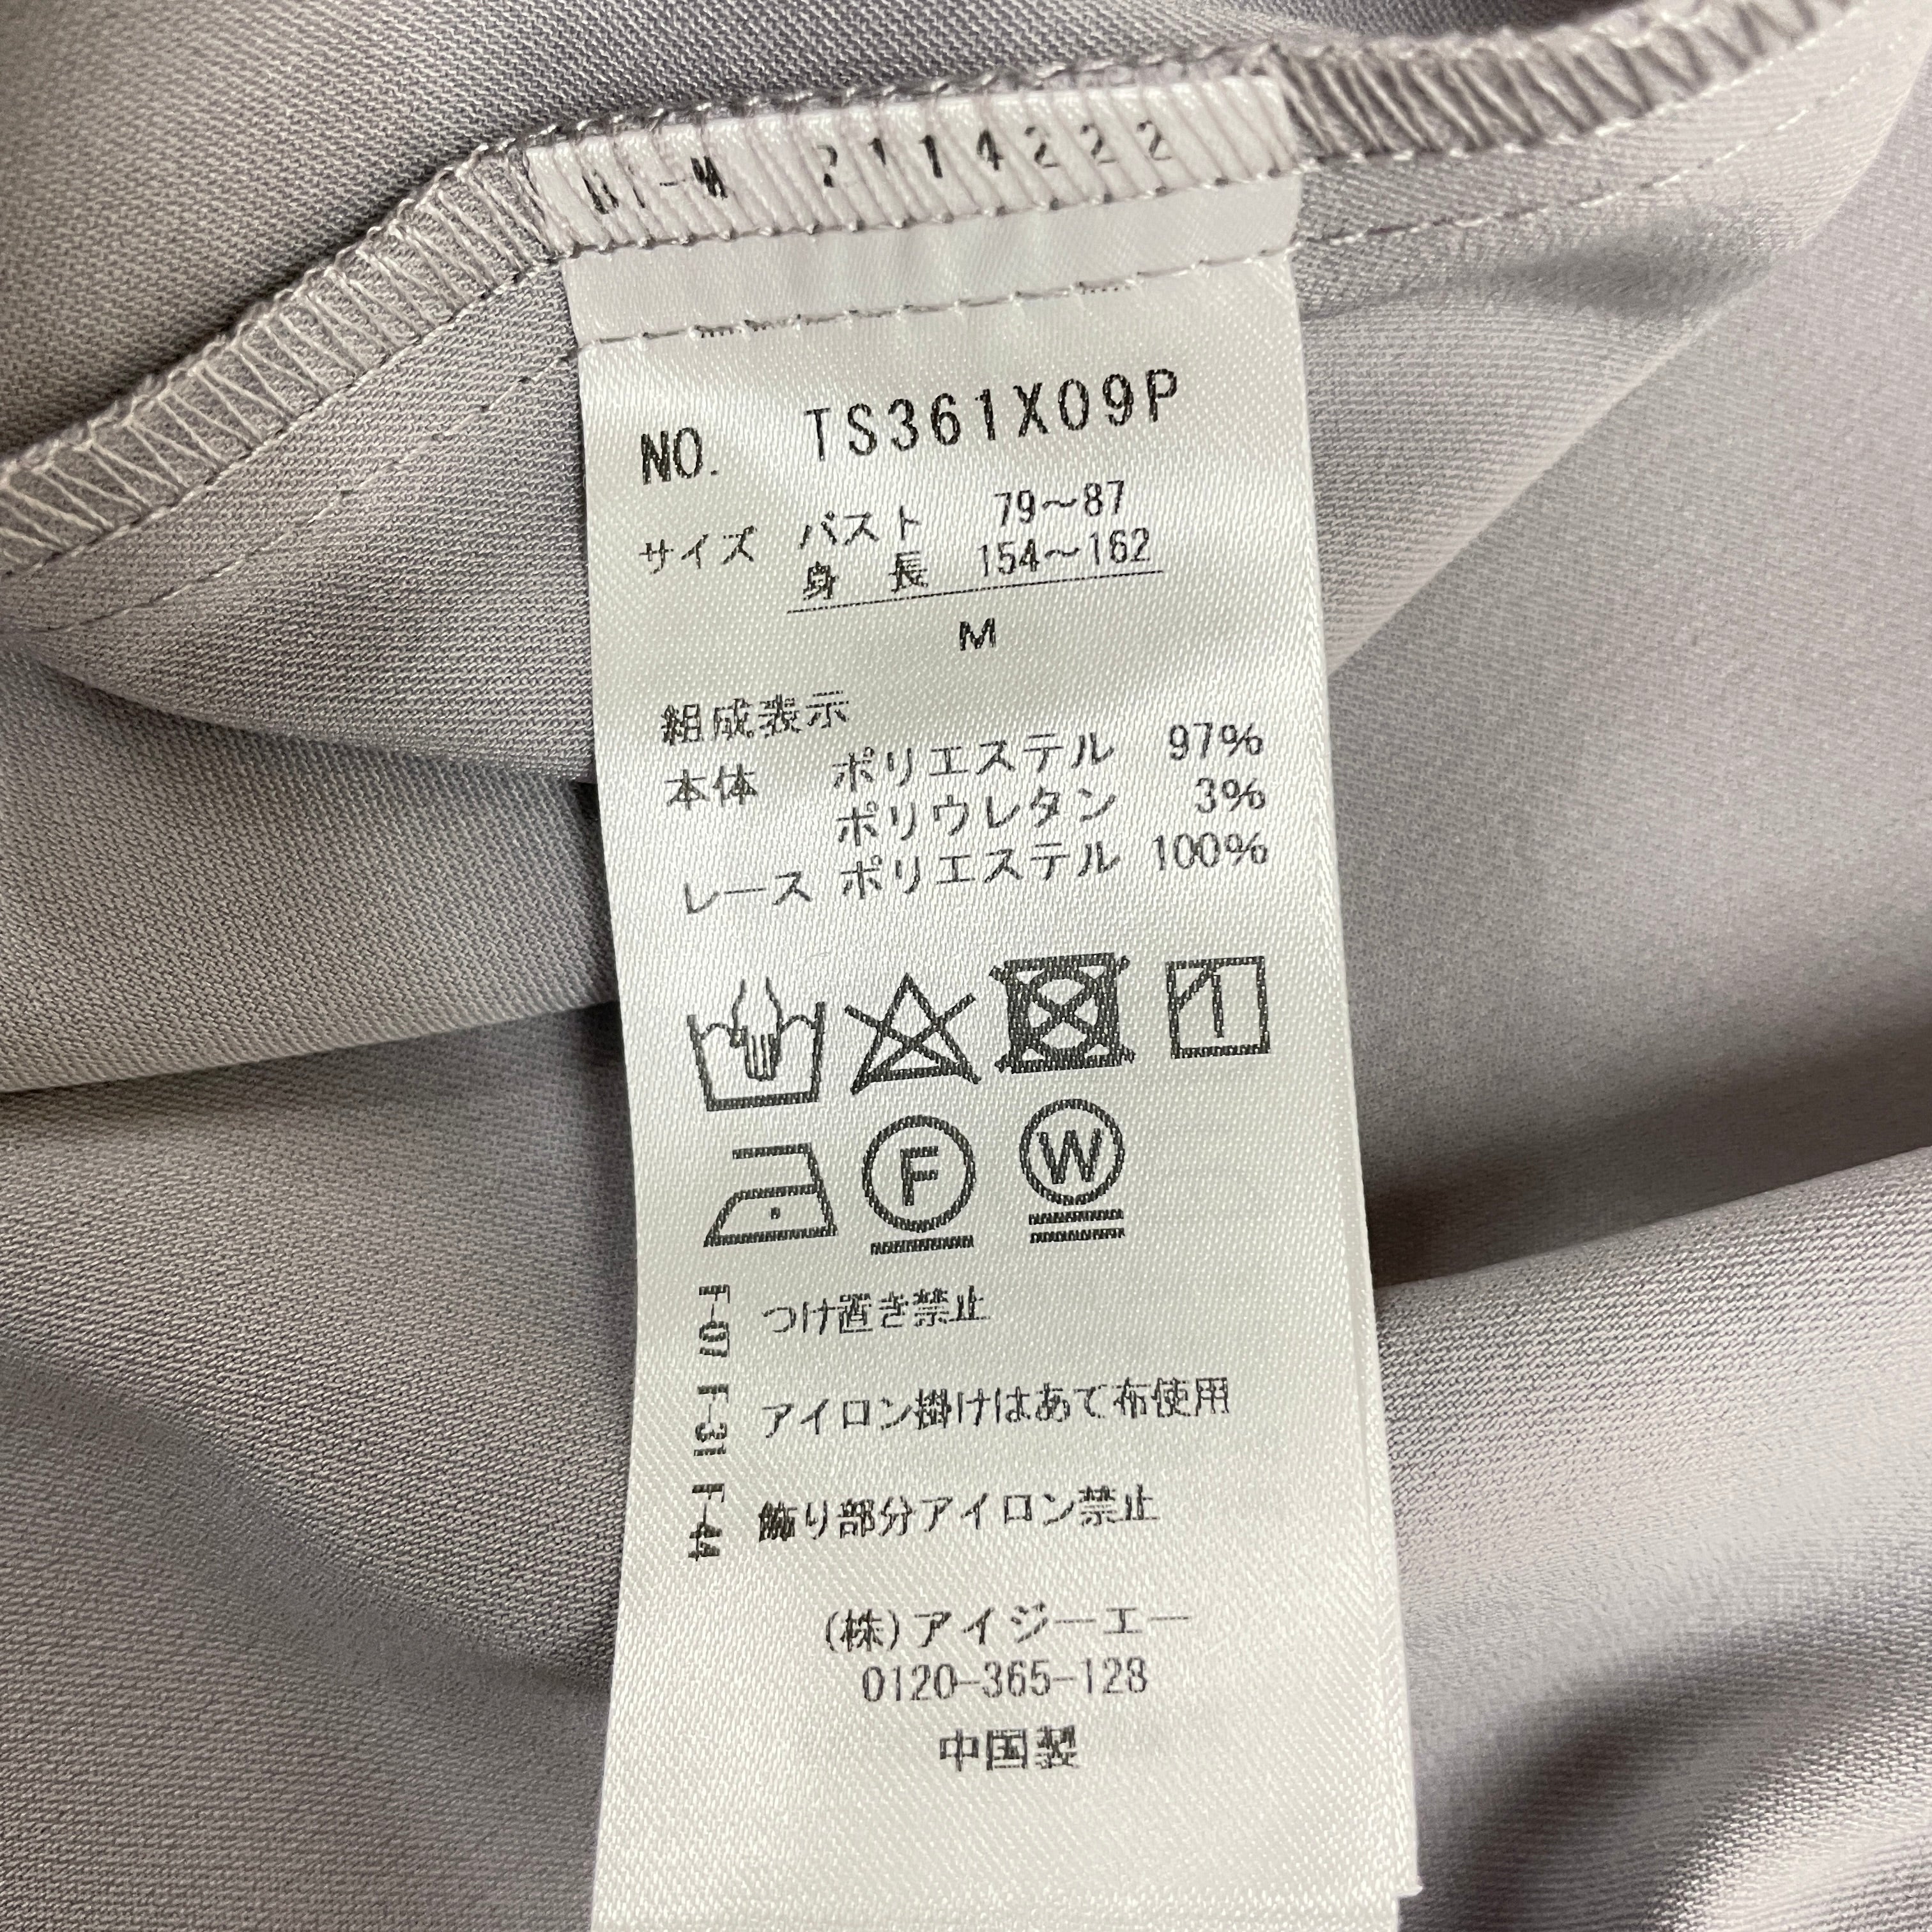 01-M 2114222
NO. TS361X09P
サイズ バスト 79〜87
身 長 154〜162
M
組成表示
本体 ポリエステル 97%
ポリウレタン 3%
レース ポリエステル 100%
F
W
つけ置き禁止
アイロン掛けはあて布使用
飾り部分アイロン禁止
(株)アイジーエー
0120-365-128
中国製